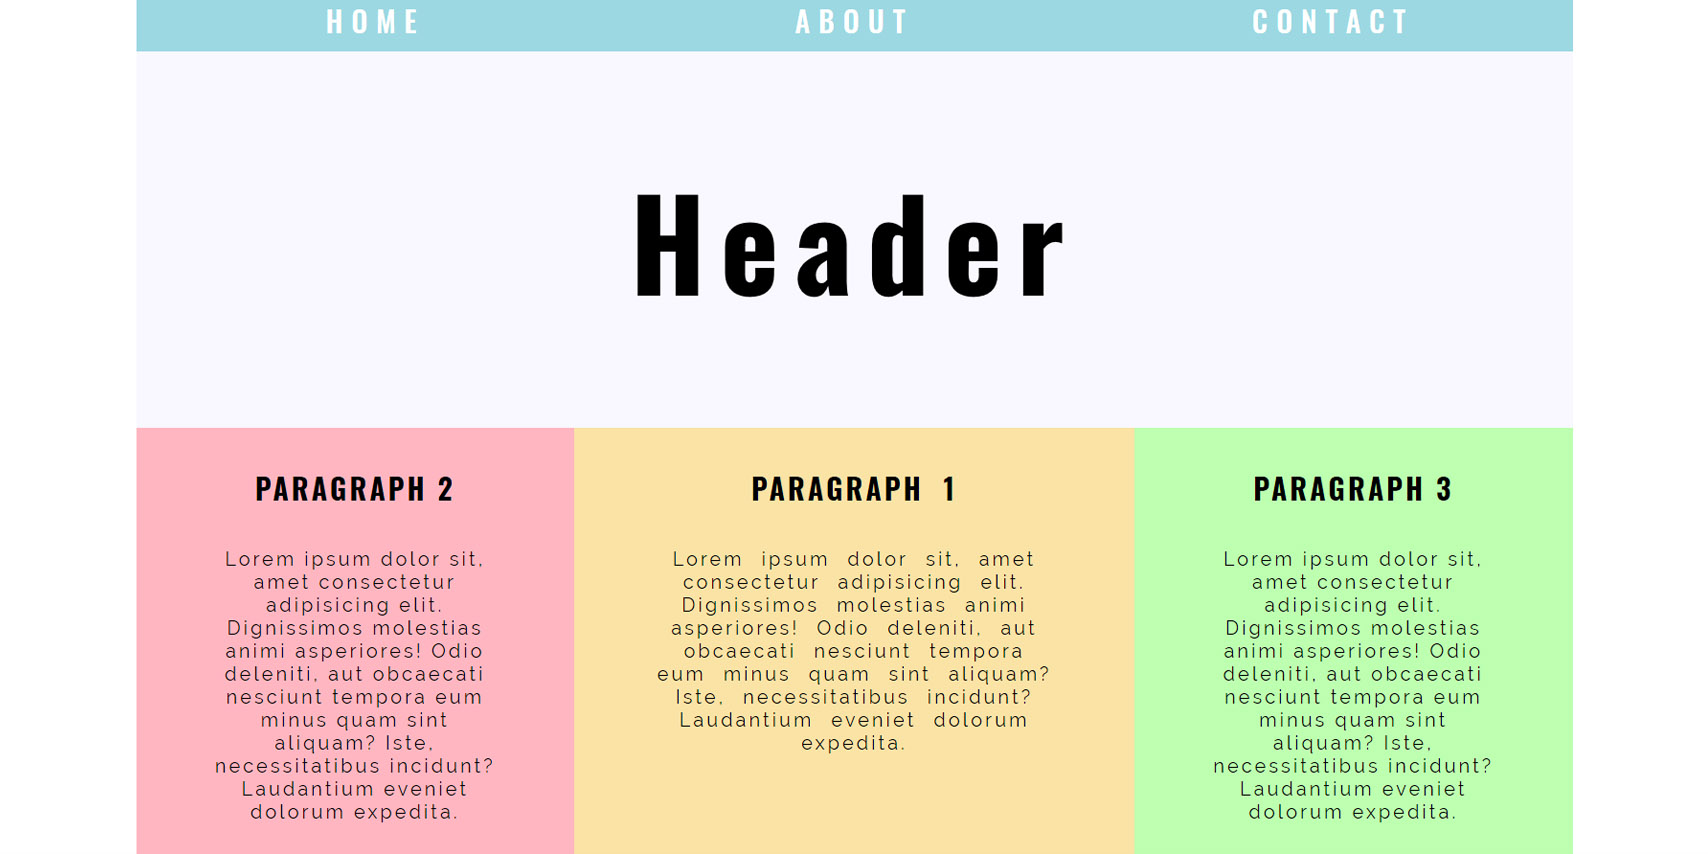 HOME
ABOUT
CONTACT
Header
PARAGRAPH 2
Lorem ipsum dolor sit,
amet consectetur
adipisicing elit.
Dignissimos molestias
animi asperiores! Odio
deleniti, aut obcaecati
nesciunt tempora eum
minus quam sint
aliquam? Iste,
necessitatibus incidunt?
Laudantium eveniet
dolorum expedita.
PARAGRAPH 1
Lorem ipsum dolor sit, amet
consectetur adipisicing elit.
Dignissimos molestias animi
asperiores! Odio deleniti, aut
obcaecati nesciunt tempora
eum minus quam sint aliquam?
Iste, necessitatibus incidunt?
Laudantium eveniet dolorum
expedita.
PARAGRAPH 3
Lorem ipsum dolor sit,
amet consectetur
adipisicing elit.
Dignissimos molestias
animi asperiores! Odio
deleniti, aut obcaecati
nesciunt tempora eum
minus quam sint
aliquam? Iste,
necessitatibus incidunt?
Laudantium eveniet
dolorum expedita.